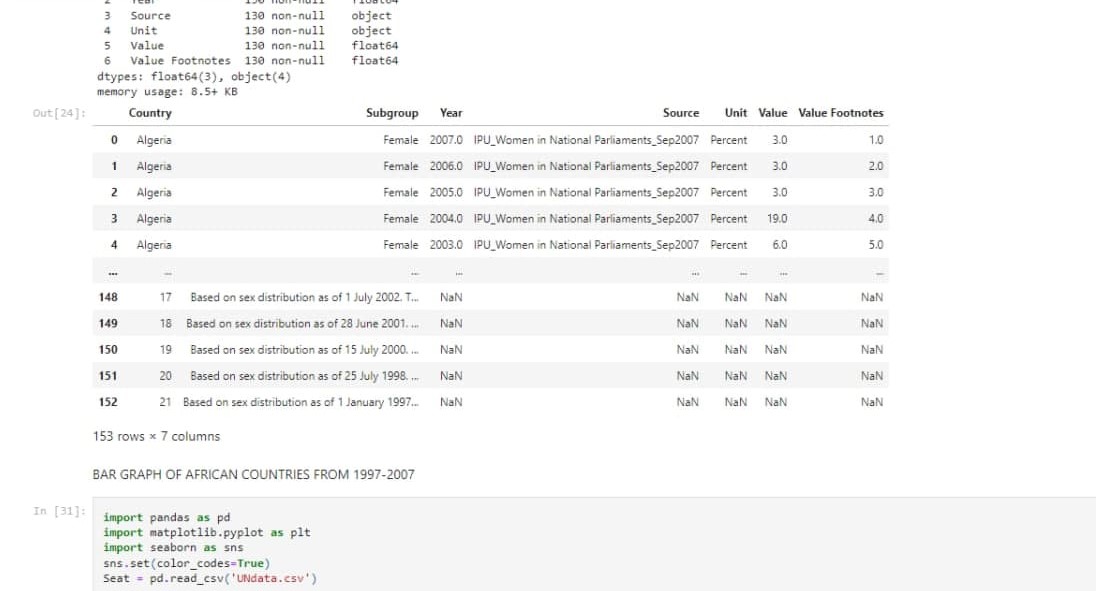 3 Source 130 non-null object
4 Unit 130 non-null object
5 Value 130 non-null float64
6 Value Footnotes 130 non-null float64
dtypes: float64(3), object(4)
memory usage: 8.5+ KB
Out[24]: Country Subgroup Year Source Unit Value Value Footnotes
0 Algeria Female 2007.0 IPU_Women in National Parliaments_Sep2007 Percent 3.0 1.0
1 Algeria Female 2006.0 IPU_Women in National Parliaments_Sep2007 Percent 3.0 2.0
2 Algeria Female 2005.0 IPU_Women in National Parliaments_Sep2007 Percent 3.0 3.0
3 Algeria Female 2004.0 IPU_Women in National Parliaments_Sep2007 Percent 19.0 4.0
4 Algeria Female 2003.0 IPU_Women in National Parliaments_Sep2007 Percent 6.0 5.0
... ... ... ... ... ... ... ...
148 17 Based on sex distribution as of 1 July 2002. T... NaN NaN NaN NaN NaN
149 18 Based on sex distribution as of 28 June 2001. ... NaN NaN NaN NaN NaN
150 19 Based on sex distribution as of 15 July 2000. ... NaN NaN NaN NaN NaN
151 20 Based on sex distribution as of 25 July 1998. ... NaN NaN NaN NaN NaN
152 21 Based on sex distribution as of 1 January 1997... NaN NaN NaN NaN NaN
153 rows × 7 columns
BAR GRAPH OF AFRICAN COUNTRIES FROM 1997-2007
In [31]: import pandas as pd
import matplotlib.pyplot as plt
import seaborn as sns
sns.set(color_codes=True)
Seat = pd.read_csv('UNdata.csv')